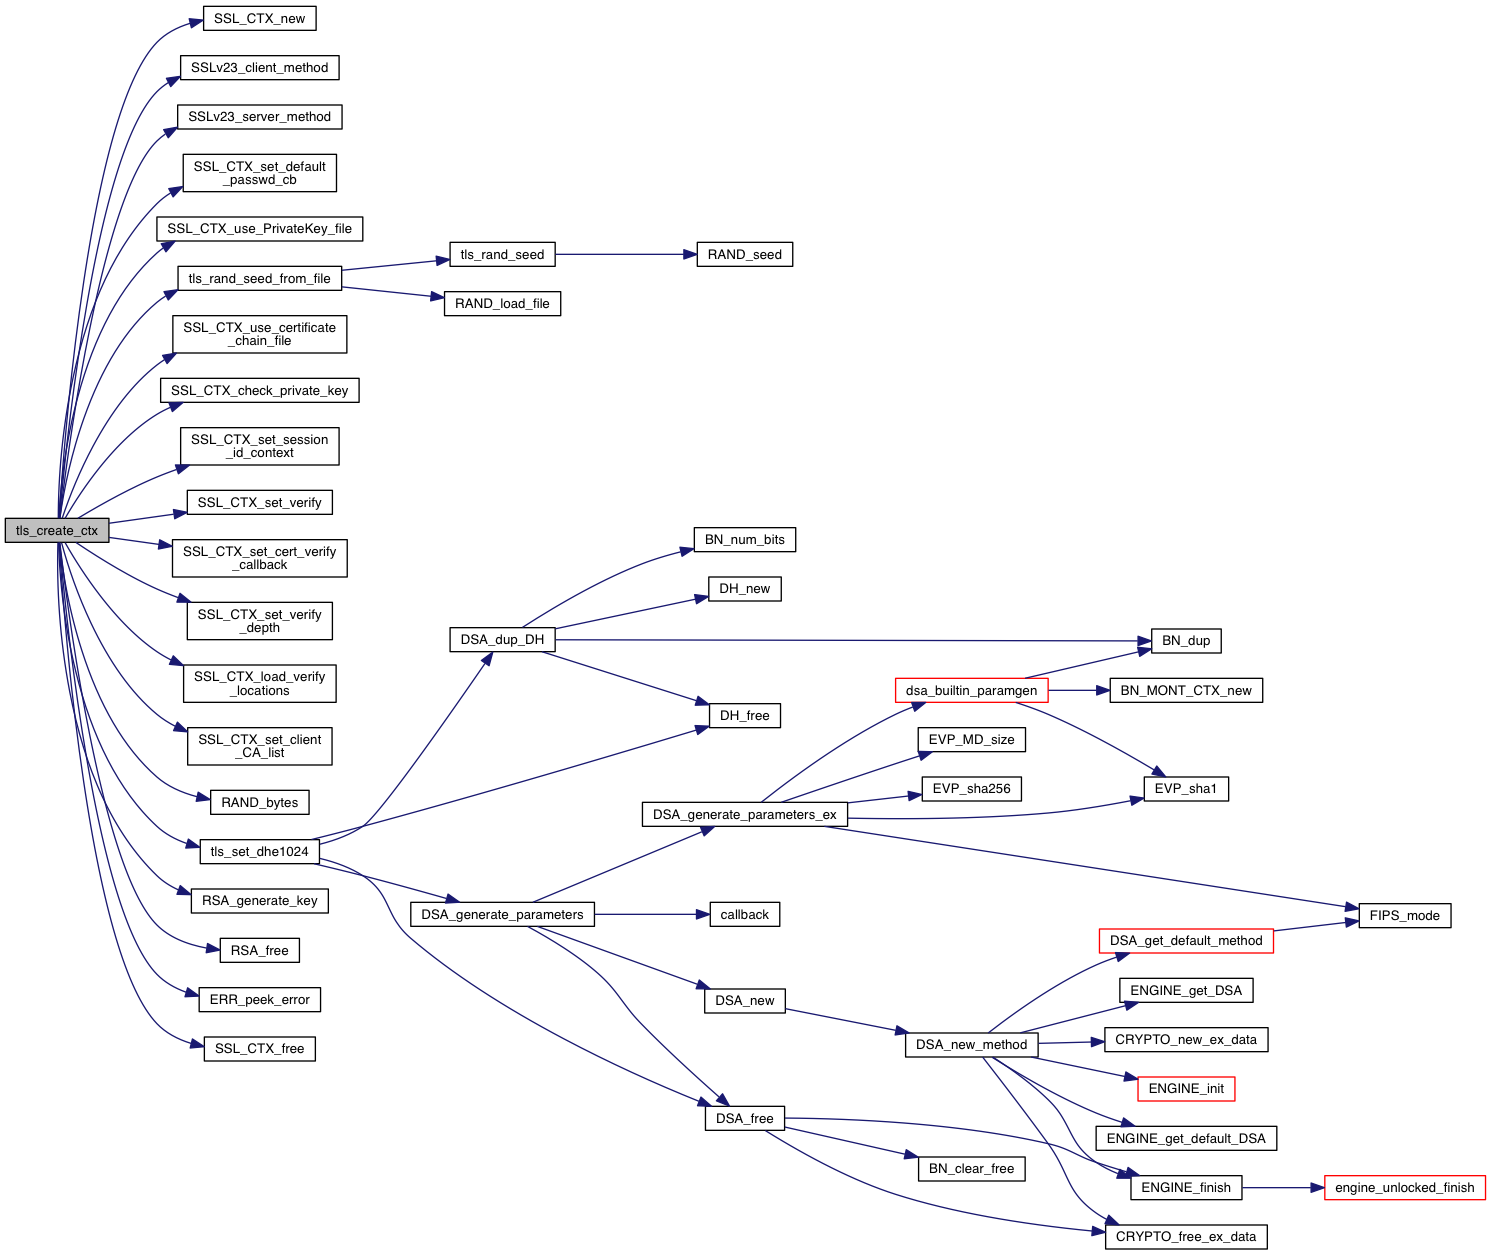 SSL_CTX_new
SSLv23_client_method
SSLv23_server_method
SSL_CTX_set_default
_passwd_cb
SSL_CTX_use_PrivateKey_file
tls_rand_seed_from_file
tls_rand_seed
RAND_seed
RAND_load_file
SSL_CTX_use_certificate
_chain_file
SSL_CTX_check_private_key
SSL_CTX_set_session
_id_context
SSL_CTX_set_verify
tls_create_ctx
SSL_CTX_set_cert_verify
_callback
SSL_CTX_set_verify
_depth
SSL_CTX_load_verify
_locations
SSL_CTX_set_client
_CA_list
RAND_bytes
tls_set_dhe1024
RSA_generate_key
RSA_free
ERR_peek_error
SSL_CTX_free
DSA_dup_DH
BN_num_bits
DH_new
DH_free
BN_dup
dsa_builtin_paramgen
BN_MONT_CTX_new
EVP_MD_size
EVP_sha256
EVP_sha1
DSA_generate_parameters_ex
DSA_generate_parameters
callback
FIPS_mode
DSA_get_default_method
DSA_new
ENGINE_get_DSA
DSA_new_method
CRYPTO_new_ex_data
ENGINE_init
DSA_free
ENGINE_get_default_DSA
BN_clear_free
ENGINE_finish
engine_unlocked_finish
CRYPTO_free_ex_data